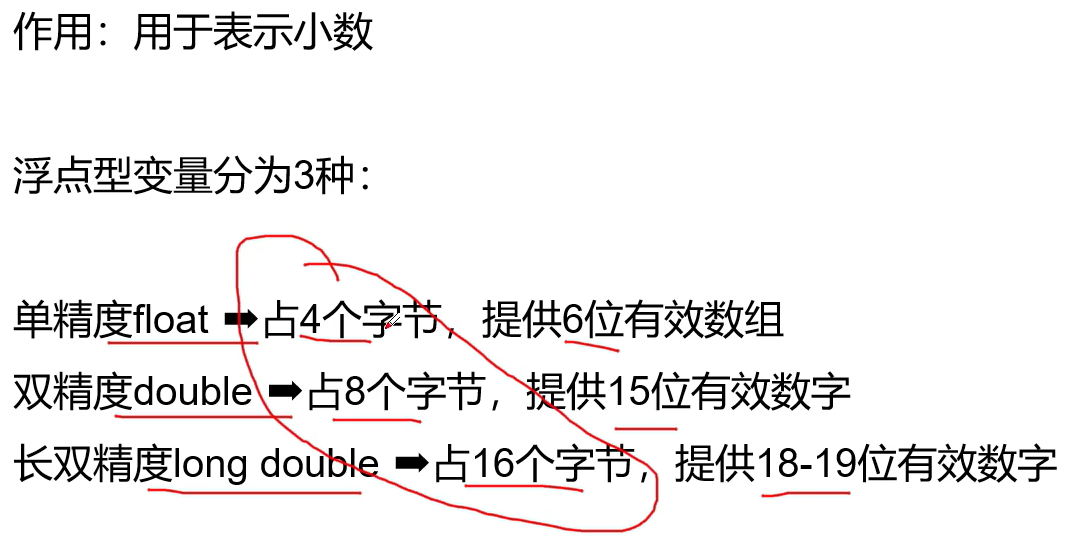 作用：用于表示小数
浮点型变量分为3种：
单精度float ➡占4个字节，提供6位有效数组
双精度double ➡占8个字节，提供15位有效数字
长双精度long double ➡占16个字节，提供18-19位有效数字